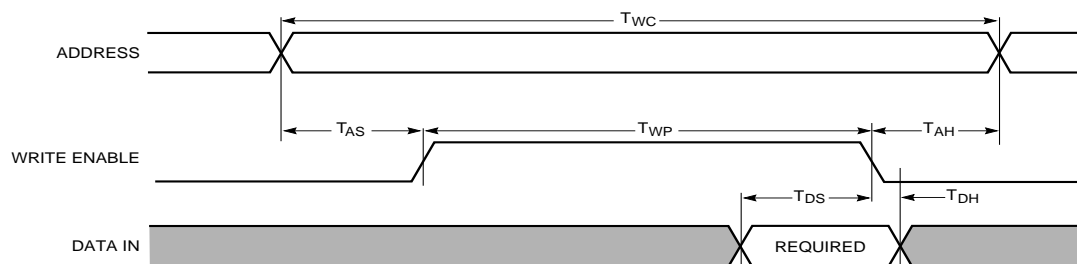 TWC
ADDRESS
TAS
TWP
TAH
WRITE ENABLE
TDS
TDH
DATA IN
REQUIRED